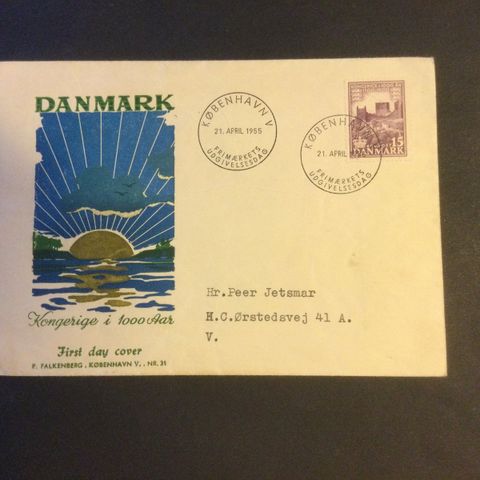 DANMARK
Kongerige i 1000 Aar
First day cover
F. FALKENBERG, KØBENHAVN V., NR. 31
KØBENHAVN V
21. APRIL 1955
FRIMÆRKETS
UDGIVELSESDAG
KØBENHAVN
21. APRIL
FRIMÆRKETS
UDGIVELSESDAG
15
DANMARK
Hr. Peer Jetsmar
H.C.Ørstedsvej 41 A.
V.